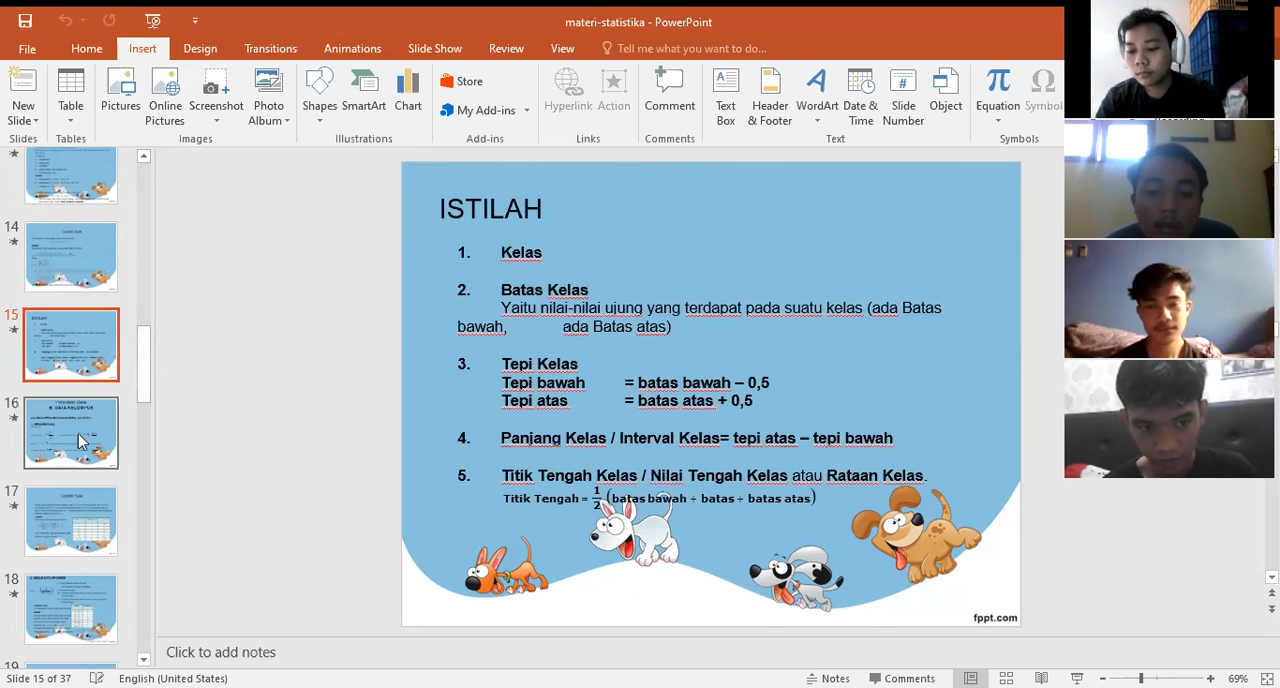 materi-statistika - PowerPoint
File Home Insert Design Transitions Animations Slide Show Review View Tell me what you want to do...
New Slide
Table
Pictures
Online Pictures
Screenshot
Photo Album
Shapes
SmartArt
Chart
Store
My Add-ins
Hyperlink
Action
Comment
Text Box
Header & Footer
WordArt
Date & Time
Slide Number
Object
Equation
Symbol
Slides Tables Images Illustrations Add-ins Links Comments Text Symbols
14
15
16
17
18
19
ISTILAH
1. Kelas
2. Batas Kelas
Yaitu nilai-nilai ujung yang terdapat pada suatu kelas (ada Batas
bawah, ada Batas atas)
3. Tepi Kelas
Tepi bawah = batas bawah – 0,5
Tepi atas = batas atas + 0,5
4. Panjang Kelas / Interval Kelas= tepi atas – tepi bawah
5. Titik Tengah Kelas / Nilai Tengah Kelas atau Rataan Kelas.
Titik Tengah = 1/2 (batas bawah + batas + batas atas)
fppt.com
Click to add notes
Slide 15 of 37 English (United States) Notes Comments 69%